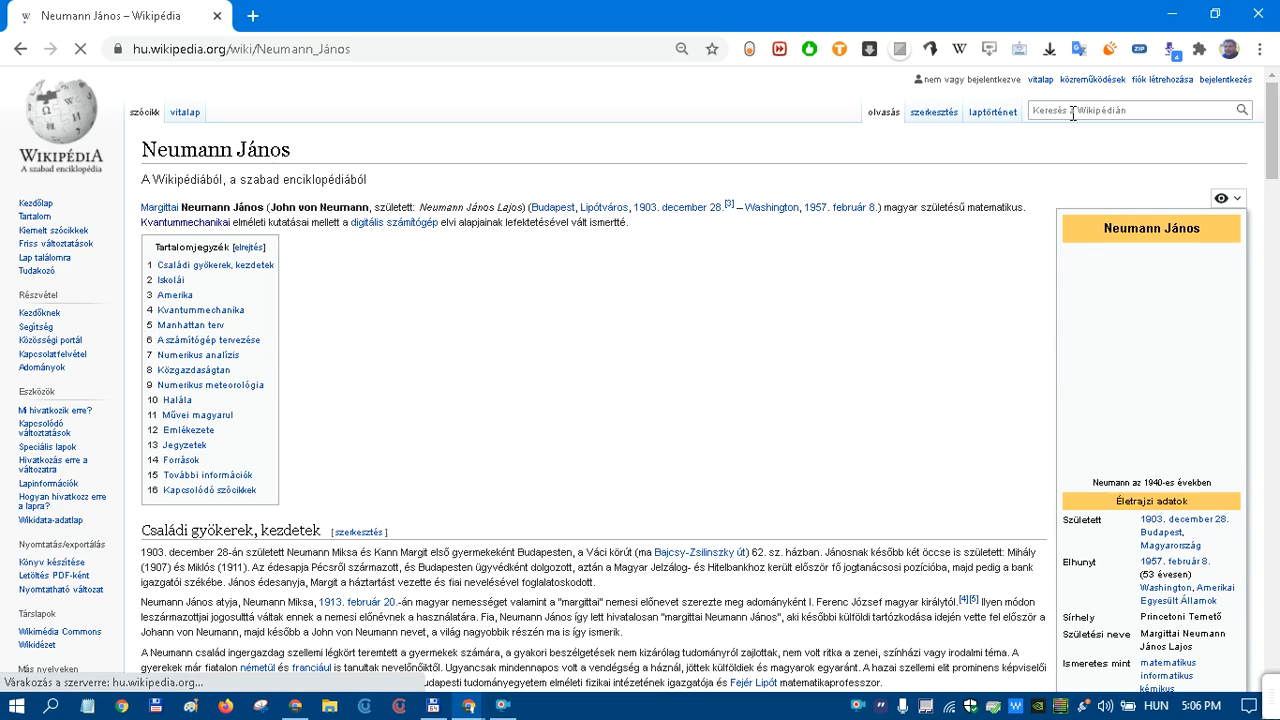 Neumann János – Wikipédia
hu.wikipedia.org/wiki/Neumann_János
nem vagy bejelentkezve vitalap közreműködések fiók létrehozása bejelentkezés
szócikk vitalap olvasás szerkesztés laptörténet Keresés a Wikipédián
WIKIPÉDIA
A szabad enciklopédia
Neumann János
A Wikipédiából, a szabad enciklopédiából
Margittai Neumann János (John von Neumann, született: Neumann János Lajos) (Budapest, Lipótváros, 1903. december 28.[3] – Washington, 1957. február 8.) magyar születésű matematikus.
Kvantummechanikai elméleti kutatásai mellett a digitális számítógép elvi alapjainak lefektetésével vált ismertté.
Kezdőlap
Tartalom
Kiemelt szócikkek
Friss változtatások
Lap találomra
Tudakozó
Részvétel
Kezdőknek
Segítség
Közösségi portál
Kapcsolatfelvétel
Adományok
Eszközök
Mi hivatkozik erre?
Kapcsolódó
változtatások
Speciális lapok
Hivatkozás erre a
változatra
Lapinformációk
Hogyan hivatkozz erre
a lapra?
Wikidata-adatlap
Nyomtatás/exportálás
Könyv készítése
Letöltés PDF-ként
Nyomtatható változat
Társlapok
Wikimédia Commons
Wikidézet
Más nyelveken
Tartalomjegyzék [elrejtés]
1 Családi gyökerek, kezdetek
2 Iskolái
3 Amerika
4 Kvantummechanika
5 Manhattan terv
6 A számítógép tervezése
7 Numerikus analízis
8 Közgazdaságtan
9 Numerikus meteorológia
10 Halála
11 Művei magyarul
12 Emlékezete
13 Jegyzetek
14 Források
15 További információk
16 Kapcsolódó szócikkek
Neumann János
Neumann az 1940-es években
Életrajzi adatok
Született 1903. december 28.
Budapest,
Magyarország
Elhunyt 1957. február 8.
(53 évesen)
Washington, Amerikai
Egyesült Államok
Sírhely Princetoni Temető
Születési neve Margittai Neumann
János Lajos
Ismeretes mint matematikus
informatikus
kémikus
Családi gyökerek, kezdetek [ szerkesztés ]
1903. december 28-án született Neumann Miksa és Kann Margit első gyermekeként Budapesten, a Váci körút (ma Bajcsy-Zsilinszky út) 62. sz. házban. Jánosnak később két öccse is született: Mihály
(1907) és Miklós (1911). Az édesapja Pécsről származott, és Budapesten ügyvédként dolgozott, aztán a Magyar Jelzálog- és Hitelbankhoz került először fő jogtanácsosi pozícióba, majd pedig a bank
igazgatói székébe. János édesanyja, Margit a háztartást vezette és fiai nevelésével foglalatoskodott.
Neumann János atyja, Neumann Miksa, 1913. február 20.-án magyar nemességet valamint a "margittai" nemesi előnevet szerezte meg adományként I. Ferenc József magyar királytól.[4][5] Ilyen módon
leszármazottjai jogosulttá váltak ennek a nemesi előnévnek a használatára. Fia, Neumann János így lett hivatalosan "margittai Neumann János", aki később külföldi tartózkodása idején vette fel először a
Johann von Neumann, majd később a John von Neumann nevet, a világ nagyobbik részén ma is így ismerik.
A Neumann család ingergazdag szellemi légkört teremtett a gyermekek számára, a gyakori beszélgetések nem kizárólag tudományról zajlottak, nem volt ritka a zenei, színházi vagy irodalmi téma. A
gyerekek már fiatalon németül és franciául is tanultak nevelőnőiktől. Ugyancsak mindennapos volt a vendégség a háznál, jöttek külföldiek és magyarok egyaránt. A hazai szellemi elit prominens képviselői
budapesti tudományegyetem elméleti fizikai intézetének igazgatója és Fejér Lipót matematikaprofesszor.
Várakozás a szerverre: hu.wikipedia.org...
HUN 5:06 PM